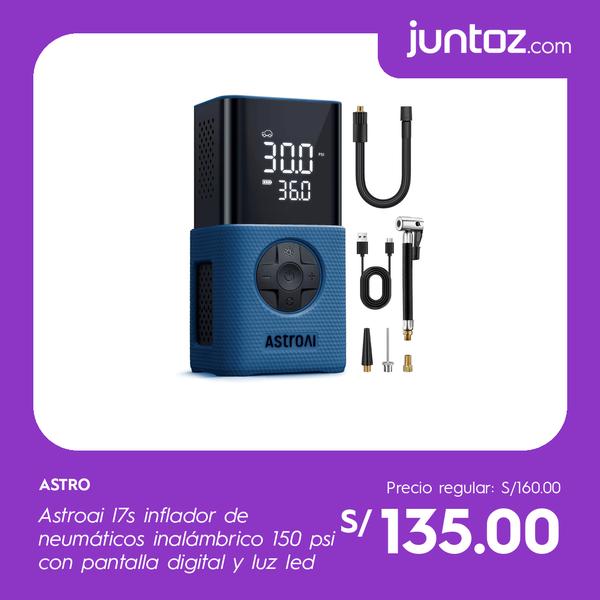 juntoz.com
30.0 PSI
36.0
AstroAI
ASTRO
Precio regular: S/160.00
Astroai l7s inflador de
neumáticos inalámbrico 150 psi
con pantalla digital y luz led
S/ 135.00